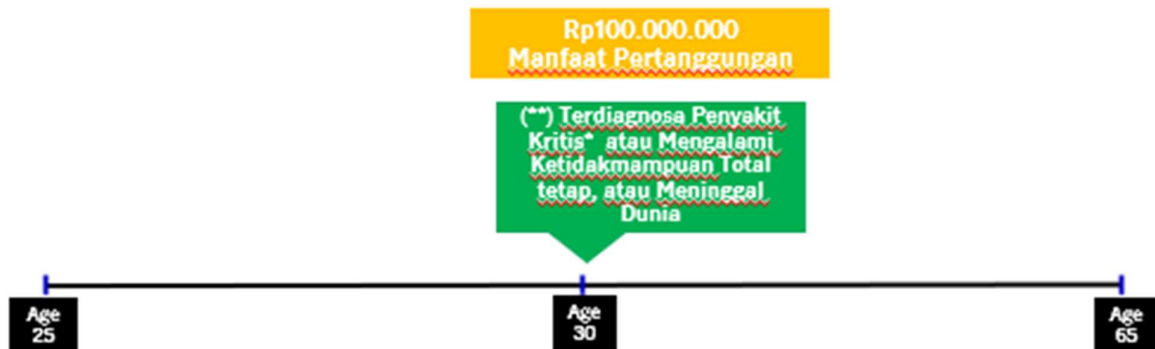 Rp100.000.000
Manfaat Pertanggungan
(**) Terdiagnosa Penyakit
Kritis* atau Mengalami
Ketidakmampuan Total
tetap, atau Meninggal
Dunia
Age
25
Age
30
Age
65